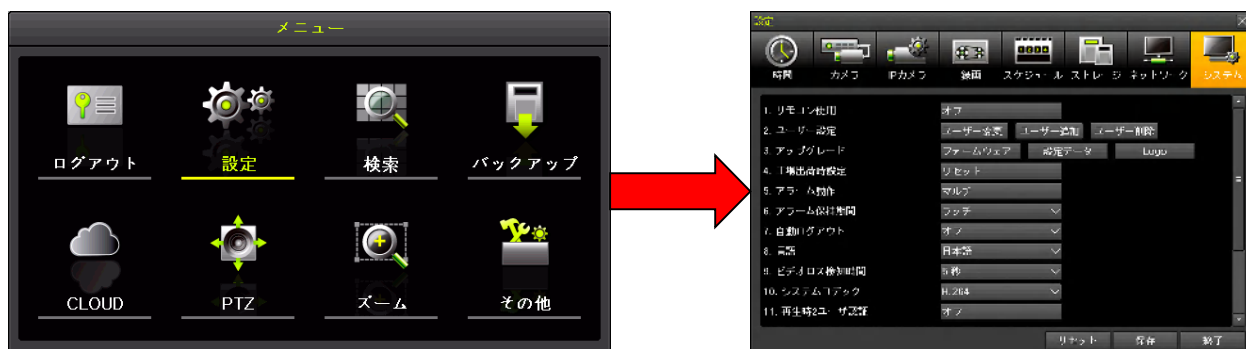 メニュー
ログアウト 設定 検索 バックアップ
CLOUD PTZ ズーム その他
設定
時間 カメラ IPカメラ 録画 スケジュール ストレージ ネットワーク システム
1. リモコン使用 オフ
2. ユーザー設定 ユーザー変更 ユーザー追加 ユーザー削除
3. アップグレード ファームウェア 設定データ Logo
4. 工場出荷時設定 リセット
5. アラーム動作 マルチ
6. アラーム保持期間 ラッチ
7. 自動ログアウト オフ
8. 言語 日本語
9. ビデオロス検知時間 5 秒
10. システムコデック H.264
11. 再生時2ユーザ認証 オフ
リセット 保存 終了